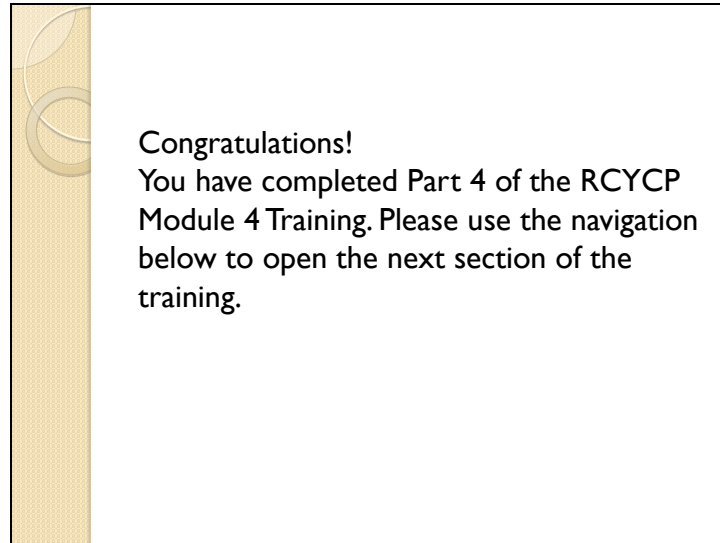 Congratulations!
You have completed Part 4 of the RCYCP
Module 4 Training. Please use the navigation
below to open the next section of the
training.